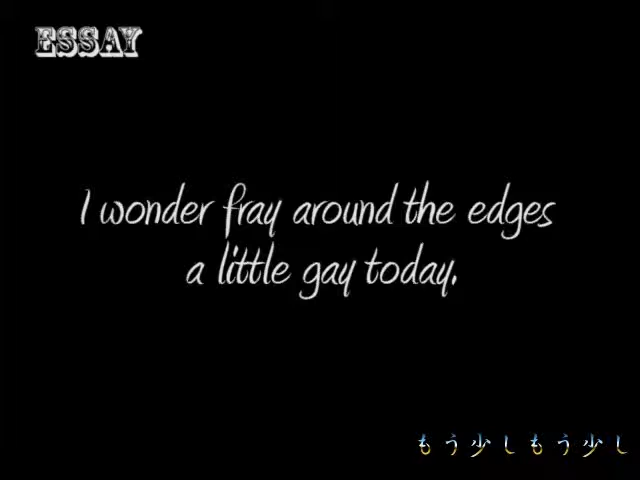 ESSAY
I wonder fray around the edges
a little gay today.
もう少しもう少し